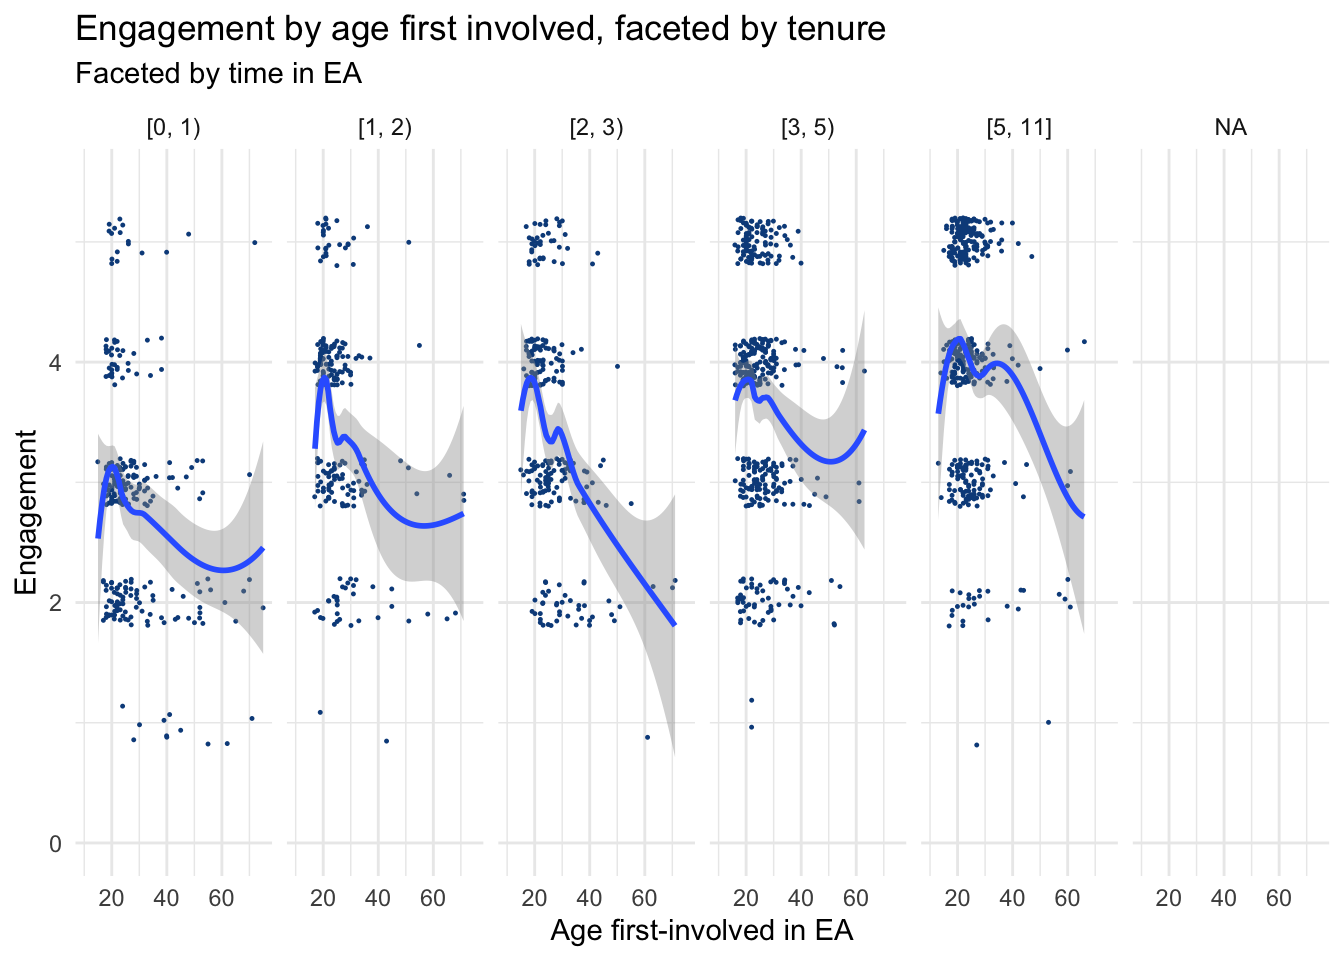 Engagement by age first involved, faceted by tenure
Faceted by time in EA
[0, 1) [1, 2) [2, 3) [3, 5) [5, 11] NA
Engagement
4
2
0
20 40 60 20 40 60 20 40 60 20 40 60 20 40 60 20 40 60
Age first-involved in EA